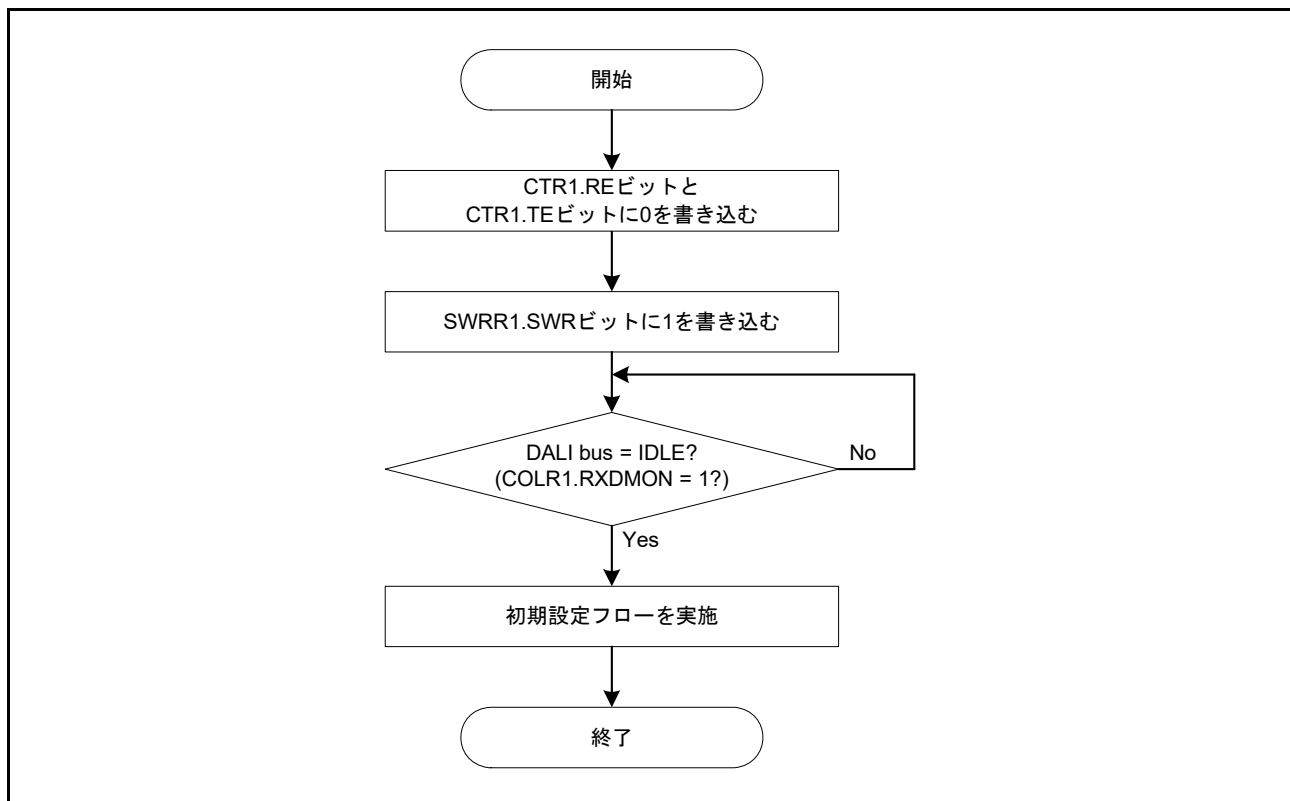 開始
CTR1.REビットと
CTR1.TEビットに0を書き込む
SWRR1.SWRビットに1を書き込む
DALI bus = IDLE?
(COLR1.RXDMON = 1?)
No
Yes
初期設定フローを実施
終了